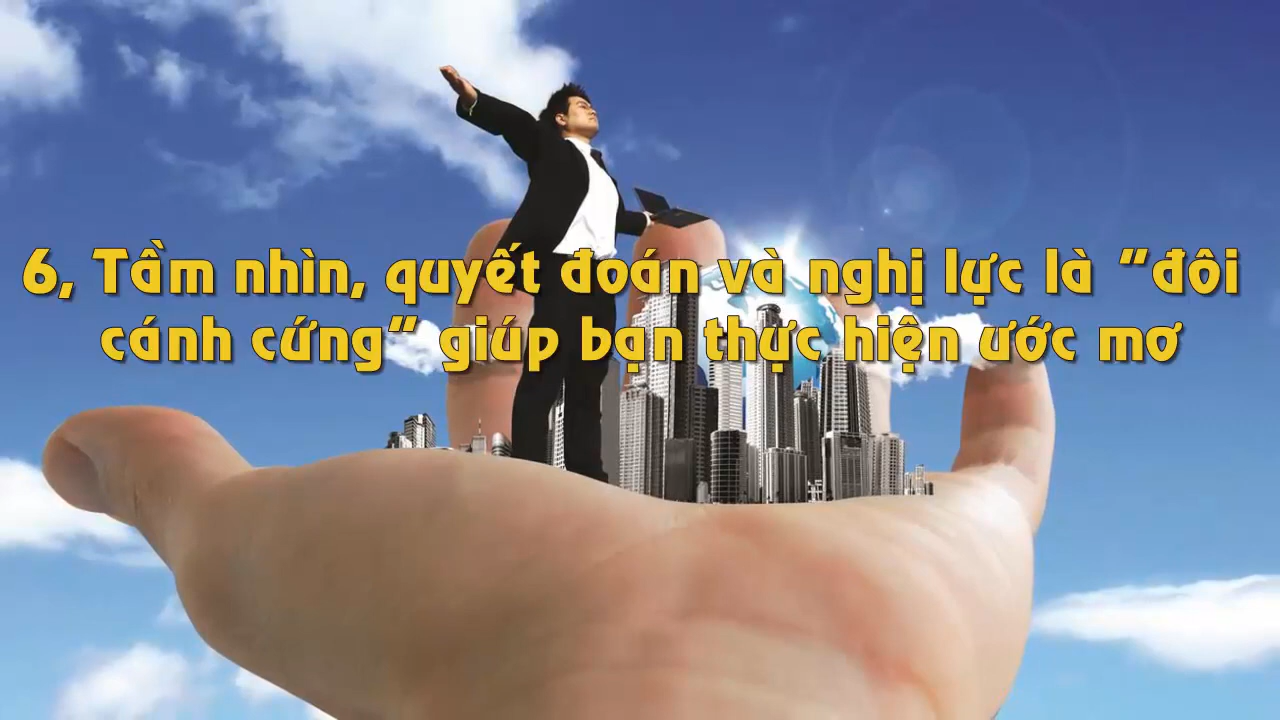 6, Tầm nhìn, quyết đoán và nghị lực là "đôi
cánh cứng" giúp bạn thực hiện ước mơ